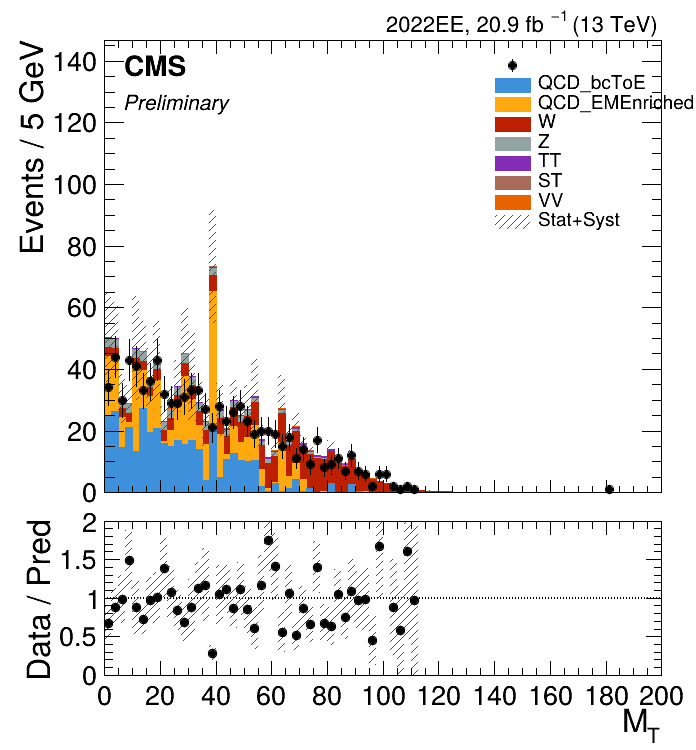 2022EE, 20.9 fb⁻¹ (13 TeV)
CMS
Preliminary
QCD_bcToE
QCD_EMEnriched
W
Z
TT
ST
VV
Stat+Syst
Events / 5 GeV
140
120
100
80
60
40
20
0
Data / Pred
2
1.5
1
0.5
0
0 20 40 60 80 100 120 140 160 180 200
M_T